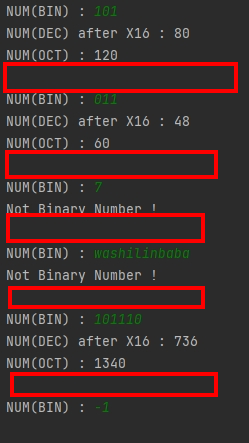 NUM(BIN) : 101
NUM(DEC) after X16 : 80
NUM(OCT) : 120
NUM(BIN) : 011
NUM(DEC) after X16 : 48
NUM(OCT) : 60
NUM(BIN) : 7
Not Binary Number !
NUM(BIN) : washilinbaba
Not Binary Number !
NUM(BIN) : 101110
NUM(DEC) after X16 : 736
NUM(OCT) : 1340
NUM(BIN) : -1